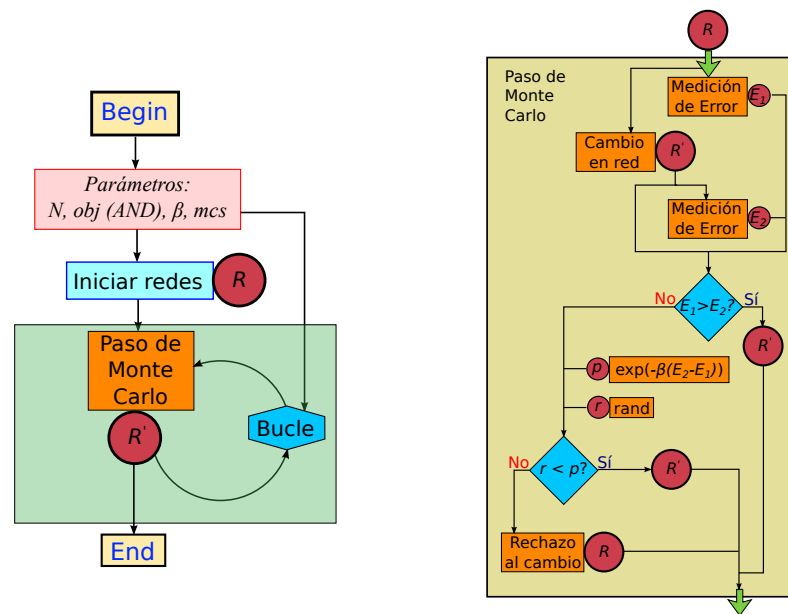 Begin
Parámetros:
N, obj (AND), β, mcs
Iniciar redes
R
Paso de
Monte
Carlo
R'
Bucle
End
R
Paso de
Monte
Carlo
Medición
de Error
E1
Cambio
en red
R'
Medición
de Error
E2
No
E1>E2?
Sí
R'
p
exp(-β(E2-E1))
r
rand
No
r < p?
Sí
R'
Rechazo
al cambio
R